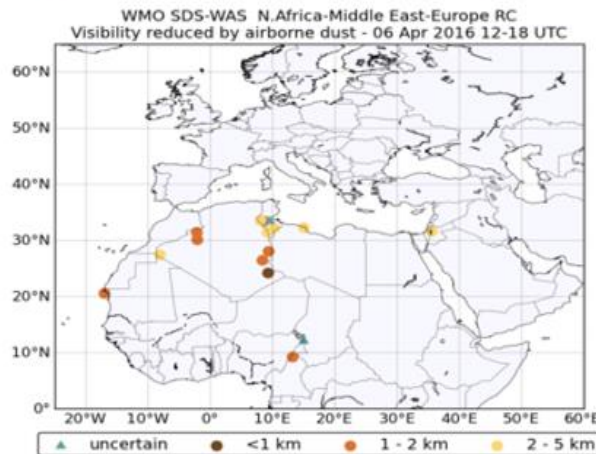 WMO SDS-WAS N.Africa-Middle East-Europe RC
Visibility reduced by airborne dust - 06 Apr 2016 12-18 UTC
60°N
50°N
40°N
30°N
20°N
10°N
0°
20°W 10°W 0° 10°E 20°E 30°E 40°E 50°E 60°E
uncertain <1 km 1 - 2 km 2 - 5 km